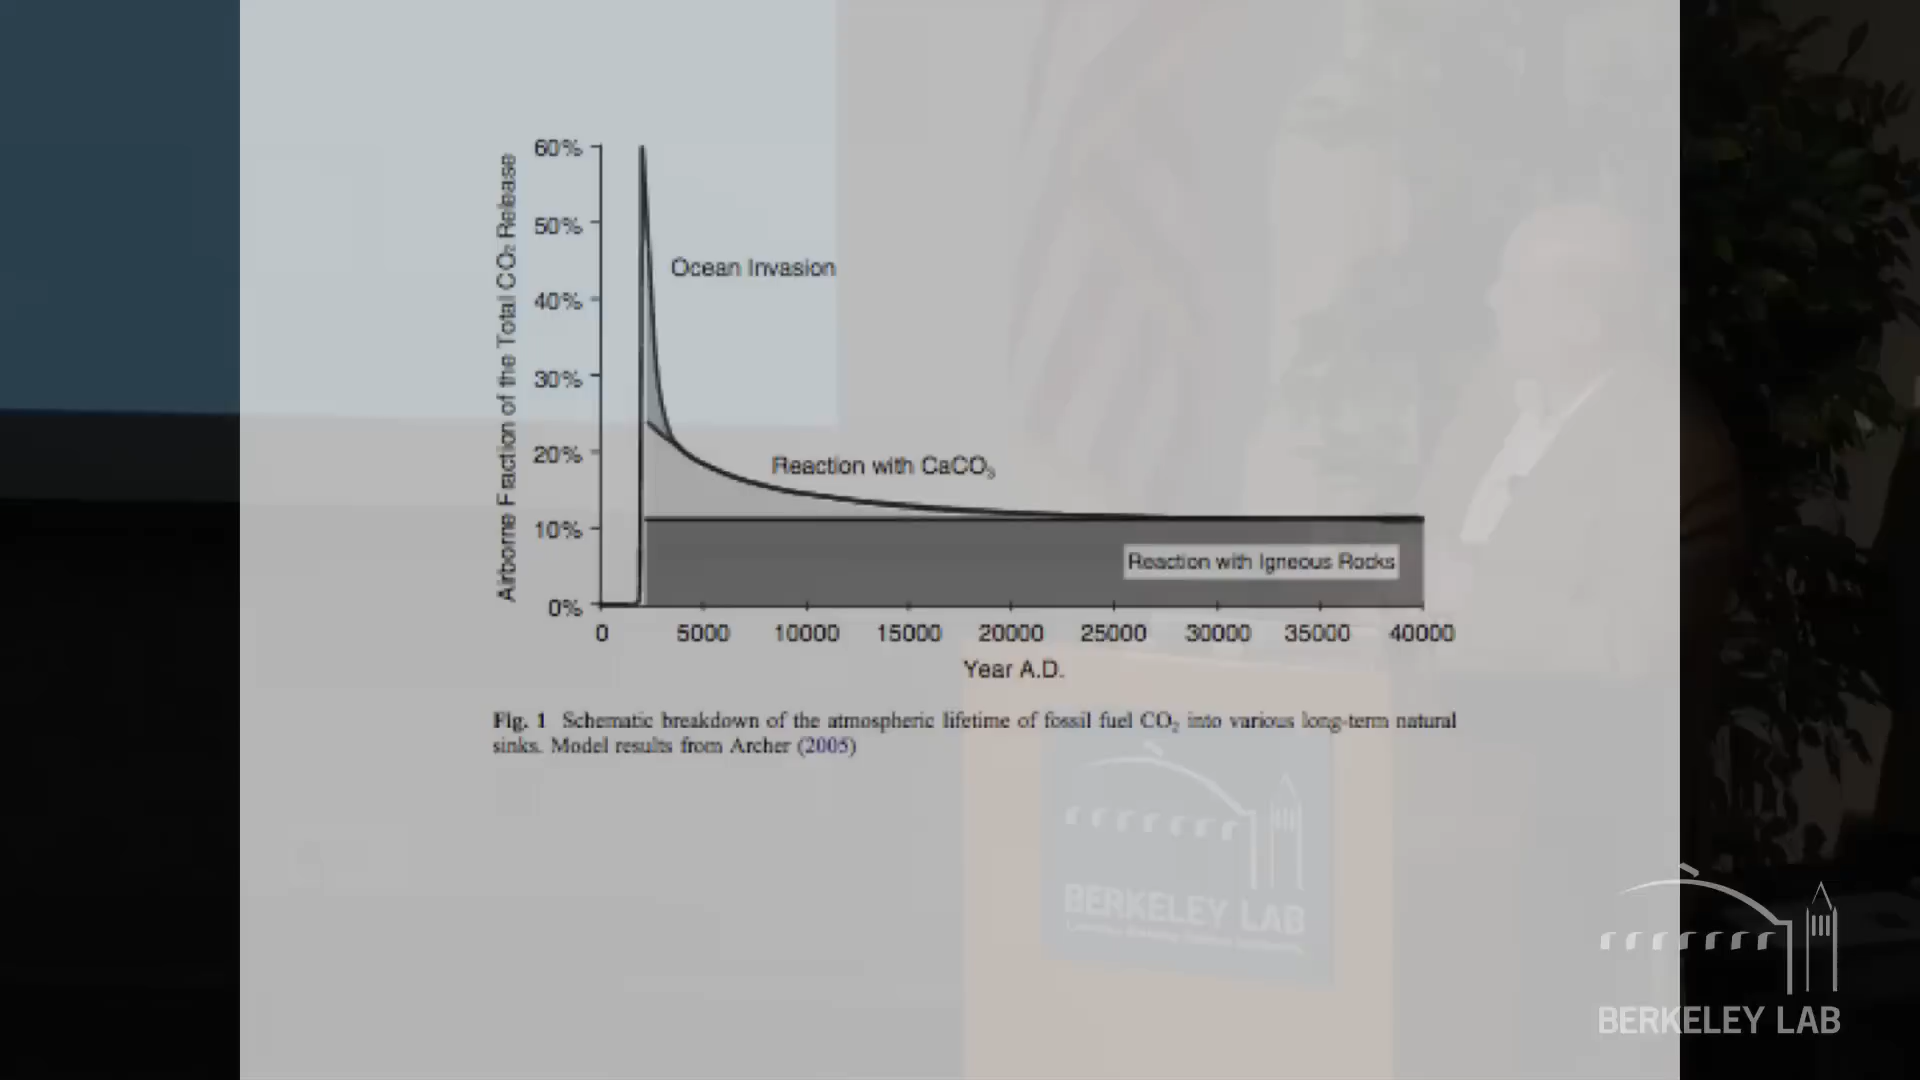 60%
50%
40%
30%
20%
10%
0%
Airborne Fraction of the Total CO₂ Release
Ocean Invasion
Reaction with CaCO₃
Reaction with Igneous Rocks
0 5000 10000 15000 20000 25000 30000 35000 40000
Year A.D.
Fig. 1 Schematic breakdown of the atmospheric lifetime of fossil fuel CO₂ into various long-term natural
sinks. Model results from Archer (2005)
BERKELEY LAB
BERKELEY LAB